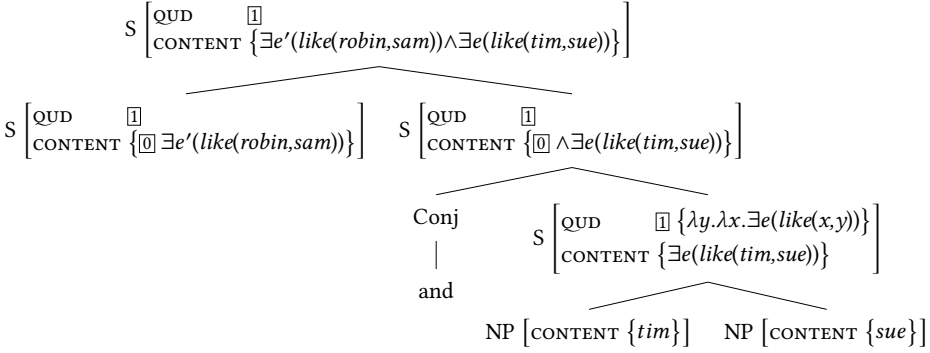 S [QUD 1
CONTENT {∃e′(like(robin,sam))∧∃e(like(tim,sue))}]
S [QUD 1
CONTENT {0 ∃e′(like(robin,sam))}]
S [QUD 1
CONTENT {0 ∧∃e(like(tim,sue))}]
Conj
and
S [QUD 1 {λy.λx.∃e(like(x,y))}
CONTENT {∃e(like(tim,sue))}]
NP [CONTENT {tim}] NP [CONTENT {sue}]